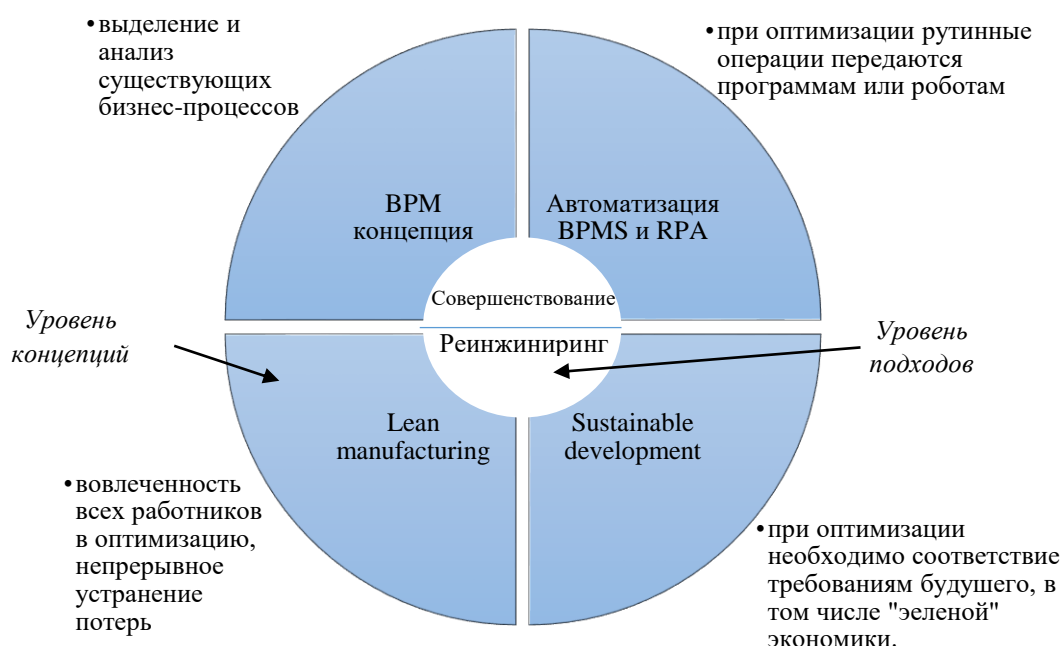 •выделение и
анализ
существующих
бизнес-процессов
•при оптимизации рутинные
операции передаются
программам или роботам
BPM
концепция
Автоматизация
BPMS и RPA
Совершенствование
Реинжиниринг
Уровень
концепций
Уровень
подходов
Lean
manufacturing
Sustainable
development
•вовлеченность
всех работников
в оптимизацию,
непрерывное
устранение
потерь
•при оптимизации
необходимо соответствие
требованиям будушего, в
том числе "эеленой"
экономики.